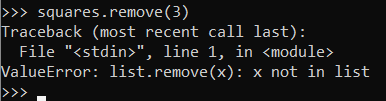 >>> squares.remove(3)
Traceback (most recent call last):
  File "<stdin>", line 1, in <module>
ValueError: list.remove(x): x not in list
>>>